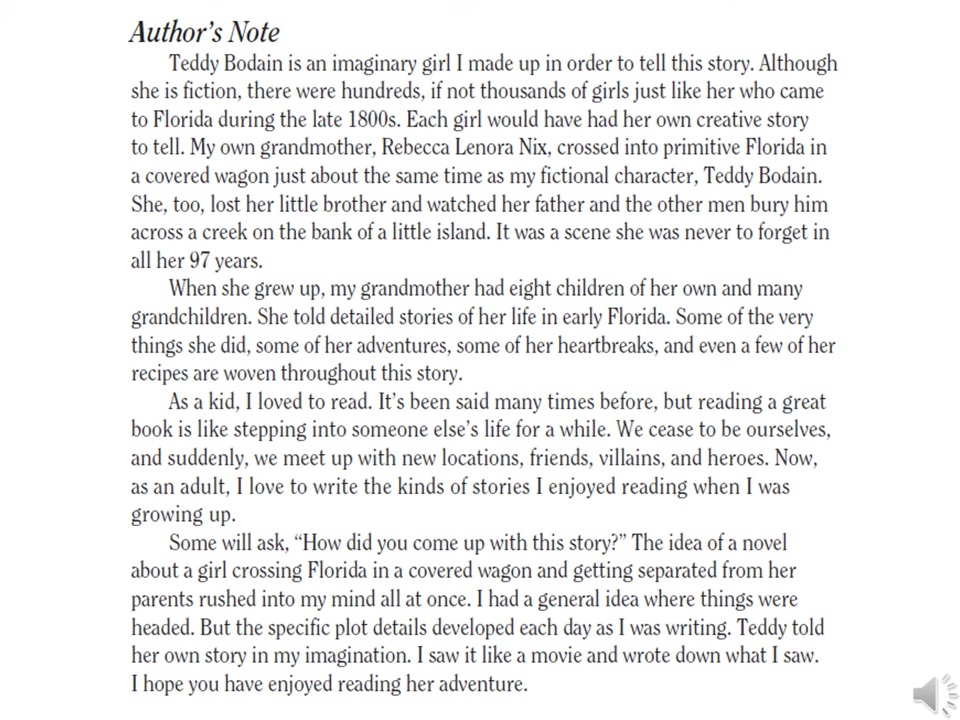 Author's Note
Teddy Bodain is an imaginary girl I made up in order to tell this story. Although
she is fiction, there were hundreds, if not thousands of girls just like her who came
to Florida during the late 1800s. Each girl would have had her own creative story
to tell. My own grandmother, Rebecca Lenora Nix, crossed into primitive Florida in
a covered wagon just about the same time as my fictional character, Teddy Bodain.
She, too, lost her little brother and watched her father and the other men bury him
across a creek on the bank of a little island. It was a scene she was never to forget in
all her 97 years.
When she grew up, my grandmother had eight children of her own and many
grandchildren. She told detailed stories of her life in early Florida. Some of the very
things she did, some of her adventures, some of her heartbreaks, and even a few of her
recipes are woven throughout this story.
As a kid, I loved to read. It's been said many times before, but reading a great
book is like stepping into someone else's life for a while. We cease to be ourselves,
and suddenly, we meet up with new locations, friends, villains, and heroes. Now,
as an adult, I love to write the kinds of stories I enjoyed reading when I was
growing up.
Some will ask, “How did you come up with this story?” The idea of a novel
about a girl crossing Florida in a covered wagon and getting separated from her
parents rushed into my mind all at once. I had a general idea where things were
headed. But the specific plot details developed each day as I was writing. Teddy told
her own story in my imagination. I saw it like a movie and wrote down what I saw.
I hope you have enjoyed reading her adventure.